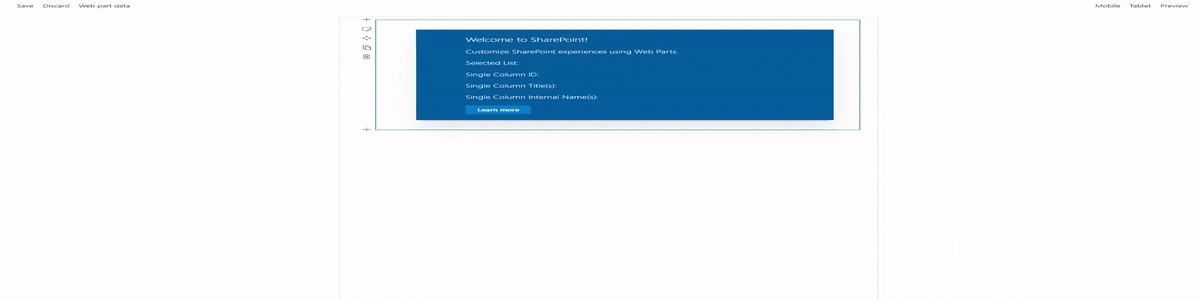 Save Discard Web part data Mobile Tablet Preview
Welcome to SharePoint!
Customize SharePoint experiences using Web Parts.
Selected List:
Single Column ID:
Single Column Title(s):
Single Column Internal Name(s):
Learn more